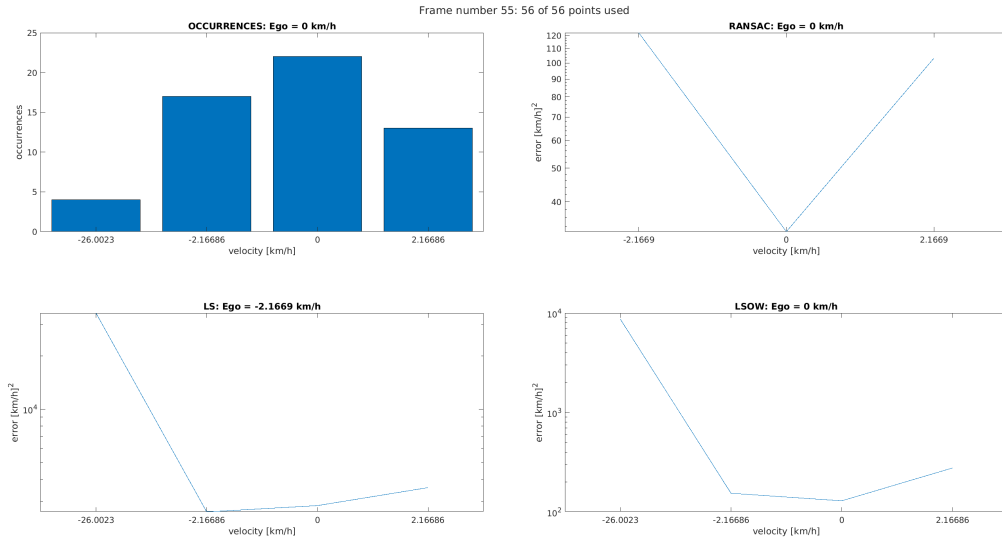 Frame number 55: 56 of 56 points used
OCCURRENCES: Ego = 0 km/h
25
20
15
10
5
0
occurrences
-26.0023 -2.16686 0 2.16686
velocity [km/h]
RANSAC: Ego = 0 km/h
120
110
100
90
80
70
60
50
40
error [km/h]²
-2.1669 0 2.1669
velocity [km/h]
LS: Ego = -2.1669 km/h
10⁴
error [km/h]²
-26.0023 -2.16686 0 2.16686
velocity [km/h]
LSOW: Ego = 0 km/h
10⁴
10³
10²
error [km/h]²
-26.0023 -2.16686 0 2.16686
velocity [km/h]